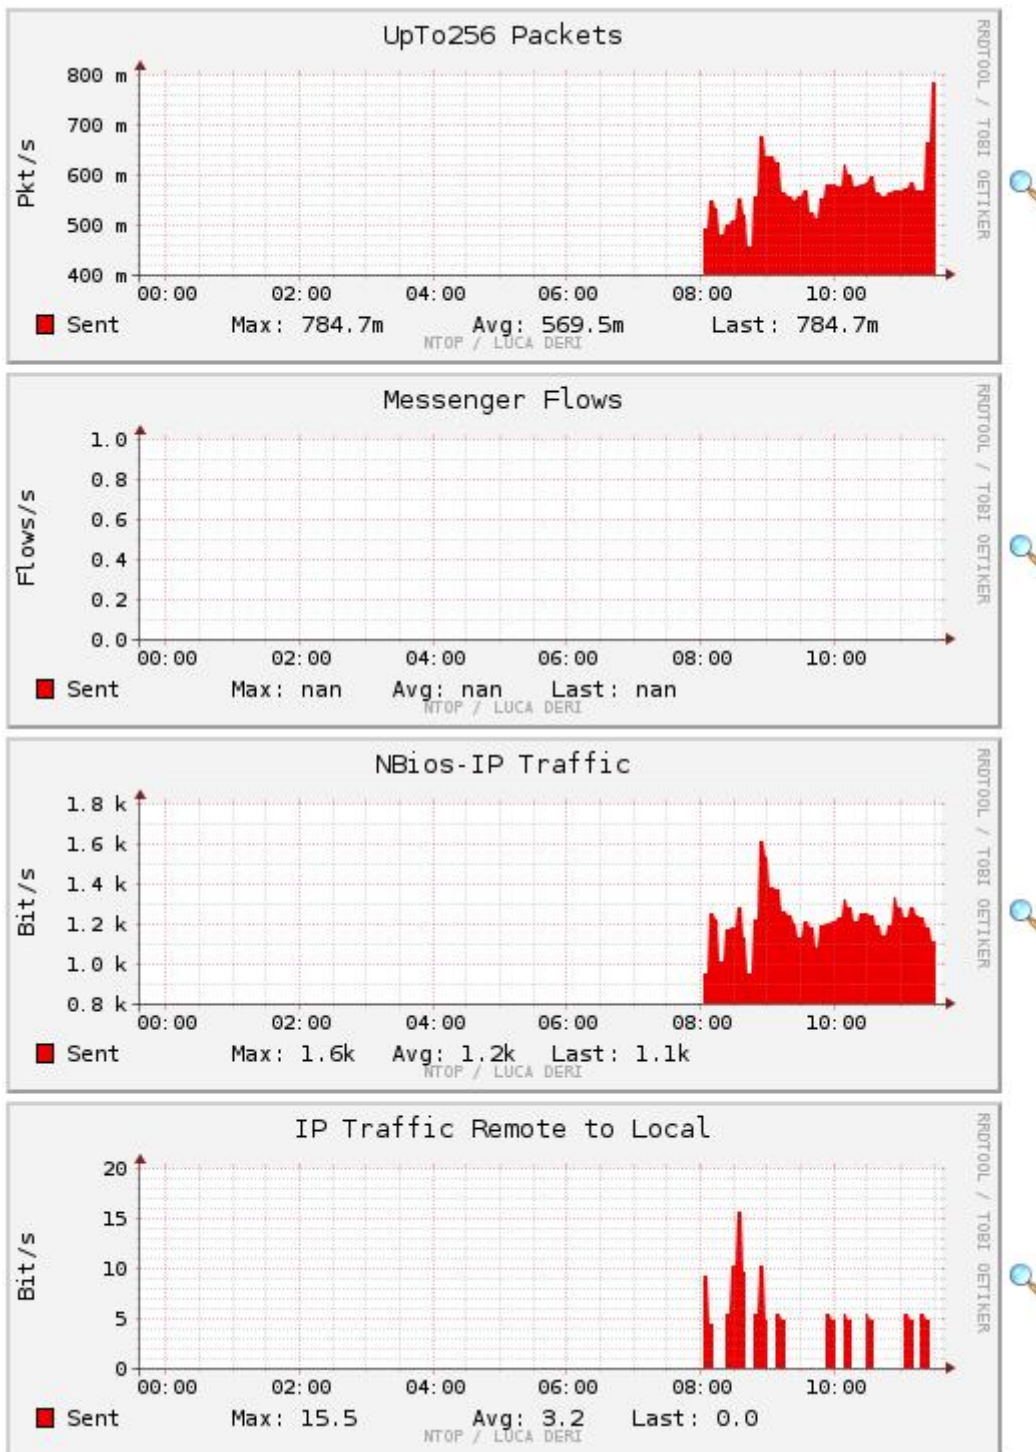 UpTo256 Packets
RRDTOOL / TOBI OETIKER
Pkt/s
800 m
700 m
600 m
500 m
400 m
00:00 02:00 04:00 06:00 08:00 10:00
Sent Max: 784.7m Avg: 569.5m Last: 784.7m
NTOP / LUCA DERI
Messenger Flows
RRDTOOL / TOBI OETIKER
Flows/s
1.0
0.8
0.6
0.4
0.2
0.0
00:00 02:00 04:00 06:00 08:00 10:00
Sent Max: nan Avg: nan Last: nan
NTOP / LUCA DERI
NBios-IP Traffic
RRDTOOL / TOBI OETIKER
Bit/s
1.8 k
1.6 k
1.4 k
1.2 k
1.0 k
0.8 k
00:00 02:00 04:00 06:00 08:00 10:00
Sent Max: 1.6k Avg: 1.2k Last: 1.1k
NTOP / LUCA DERI
IP Traffic Remote to Local
RRDTOOL / TOBI OETIKER
Bit/s
20
15
10
5
0
00:00 02:00 04:00 06:00 08:00 10:00
Sent Max: 15.5 Avg: 3.2 Last: 0.0
NTOP / LUCA DERI